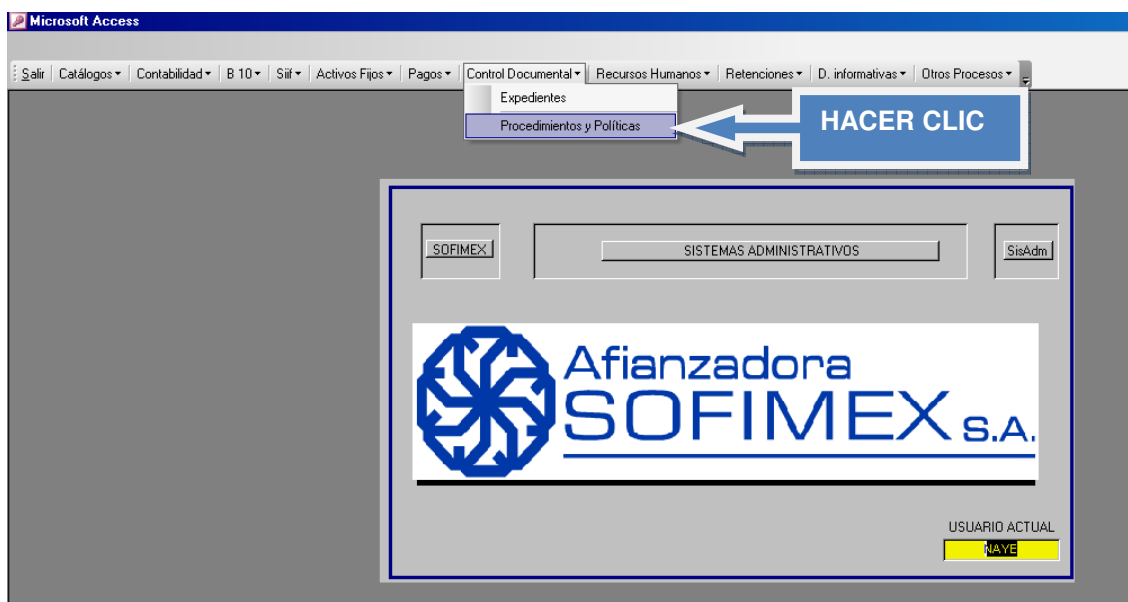 Microsoft Access
Salir Catálogos Contabilidad B 10 Siif Activos Fijos Pagos Control Documental Recursos Humanos Retenciones D. informativas Otros Procesos
Expedientes
Procedimientos y Políticas
HACER CLIC
SOFIMEX SISTEMAS ADMINISTRATIVOS SisAdm
Afianzadora
SOFIMEX S.A.
USUARIO ACTUAL
NAYE